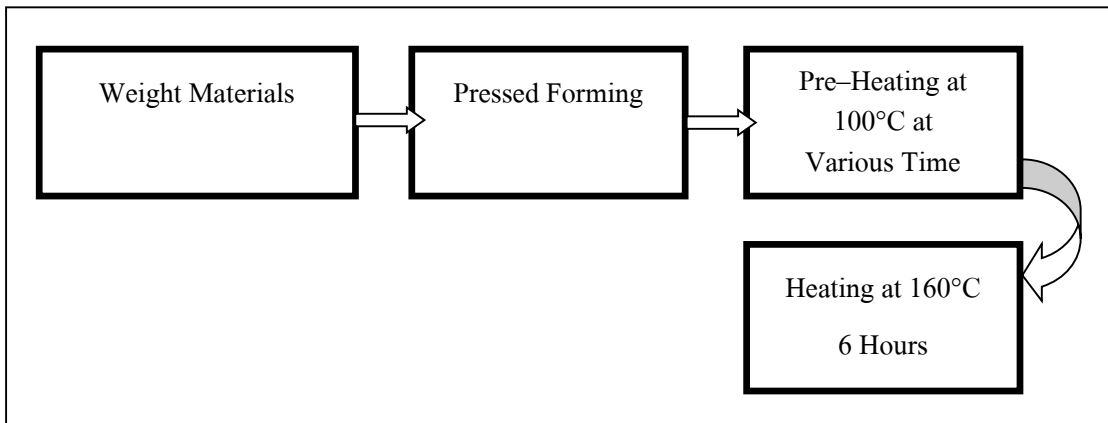 Weight Materials
Pressed Forming
Pre–Heating at
100°C at
Various Time
Heating at 160°C
6 Hours